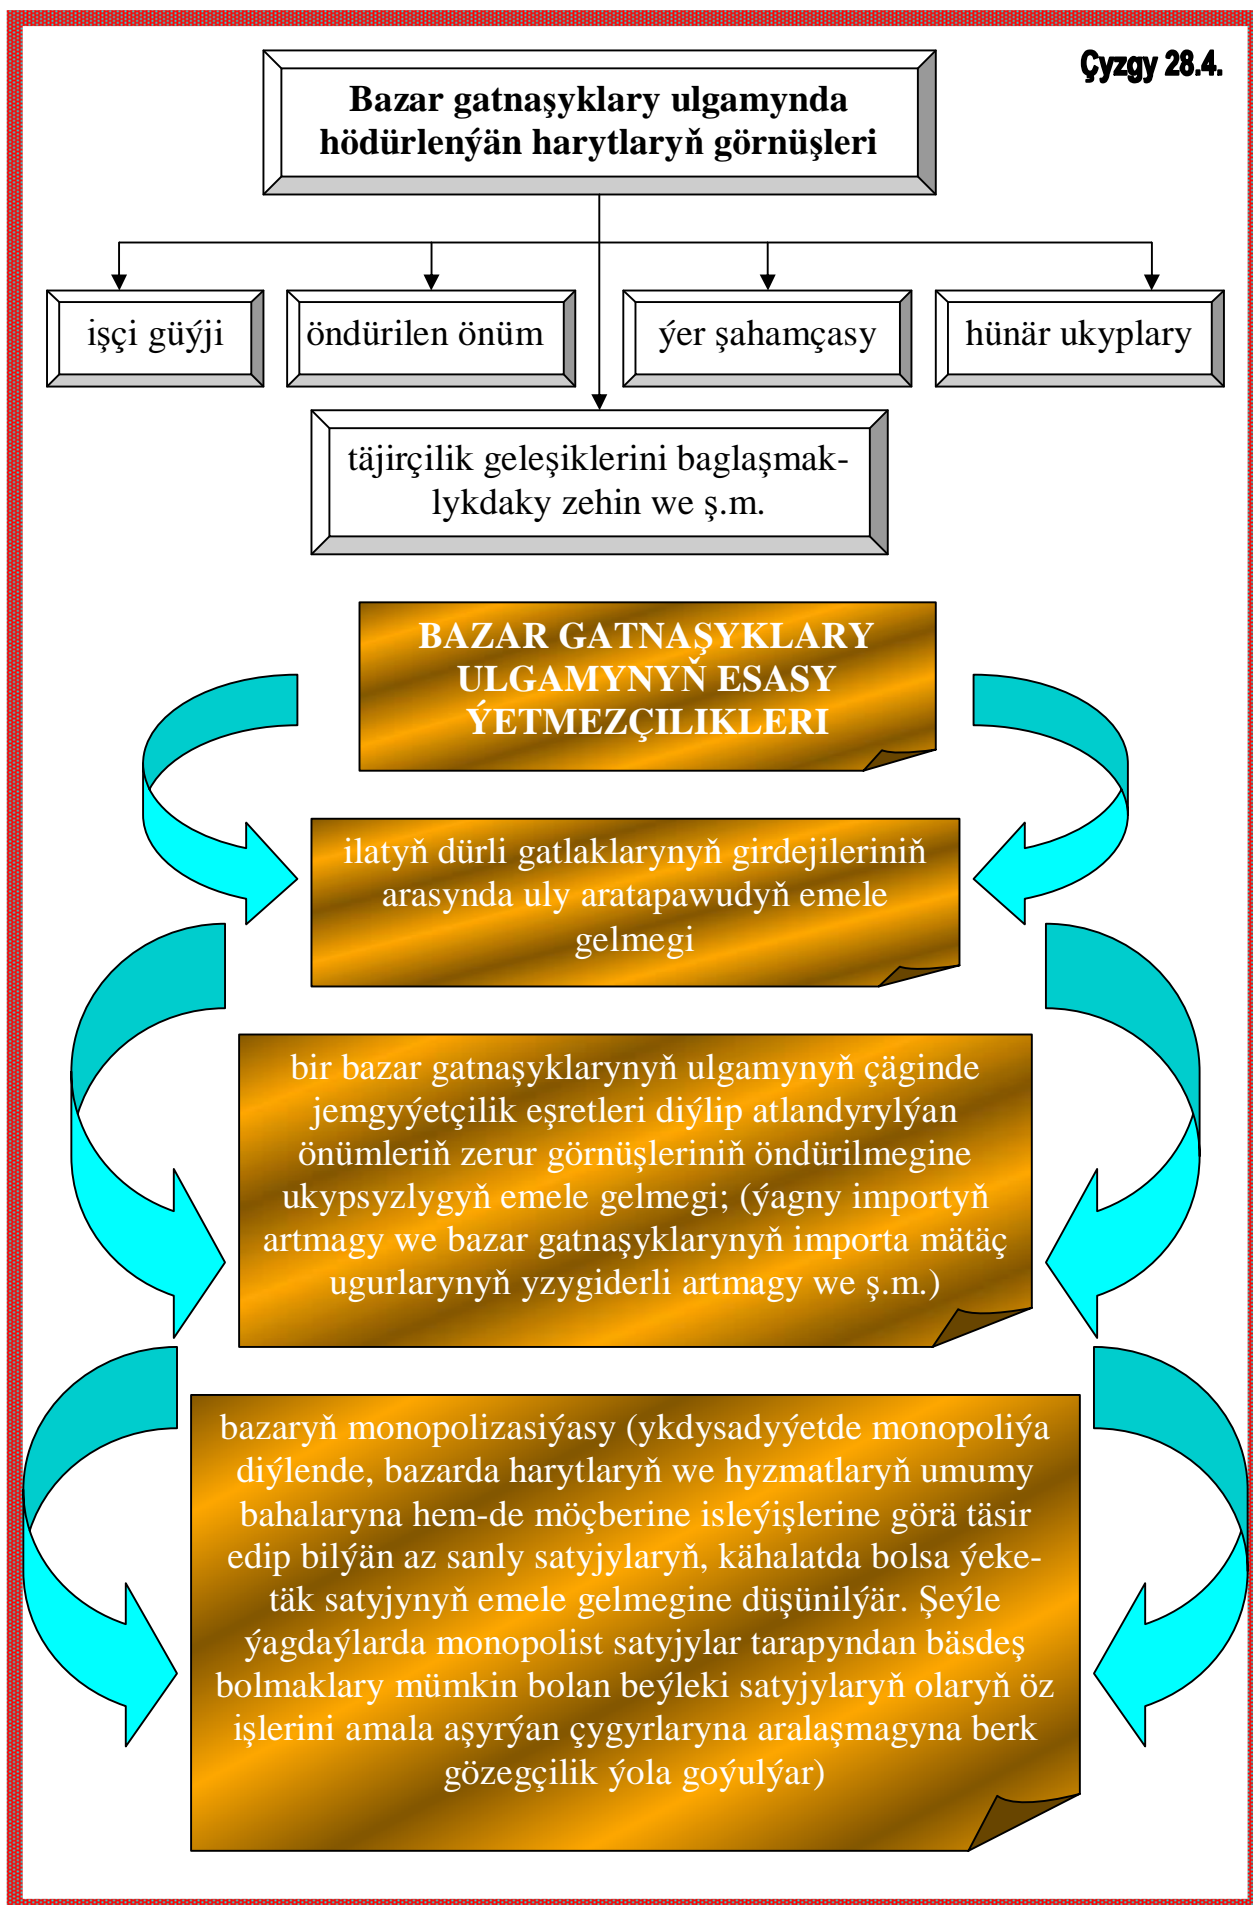 Çyzgy 28.4.
Bazar gatnaşyklary ulgamynda
hödürlenýän harytlaryň görnüşleri
işçi güýji
öndürilen önüm
ýer şahamçasy
hünär ukyplary
täjirçilik geleşiklerini baglaşmak-
lykdaky zehin we ş.m.
BAZAR GATNAŞYKLARY
ULGAMYNYŇ ESASY
ÝETMEZÇILIKLERI
ilatyň dürli gatlaklarynyň girdejileriniň
arasynda uly aratapawudyň emele
gelmegi
bir bazar gatnaşyklarynyň ulgamynyň çäginde
jemgyýetçilik eşretleri diýlip atlandyrylýan
önümleriň zerur görnüşleriniň öndürilmegine
ukypsyzlygyň emele gelmegi; (ýagny importyň
artmagy we bazar gatnaşyklarynyň importa mätäç
ugurlarynyň yzygiderli artmagy we ş.m.)
bazaryň monopolizasiýasy (ykdysadyýetde monopoliýa
diýlende, bazarda harytlaryň we hyzmatlaryň umumy
bahalaryna hem-de möçberine isleýişlerine görä täsir
edip bilýän az sanly satyjylaryň, kähalatda bolsa ýeke-
täk satyjynyň emele gelmegine düşünilýär. Şeýle
ýagdaýlarda monopolist satyjylar tarapyndan bäsdeş
bolmaklary mümkin bolan beýleki satyjylaryň olaryň öz
işlerini amala aşyrýan çygyrlaryna aralaşmagyna berk
gözegçilik ýola goýulýar)